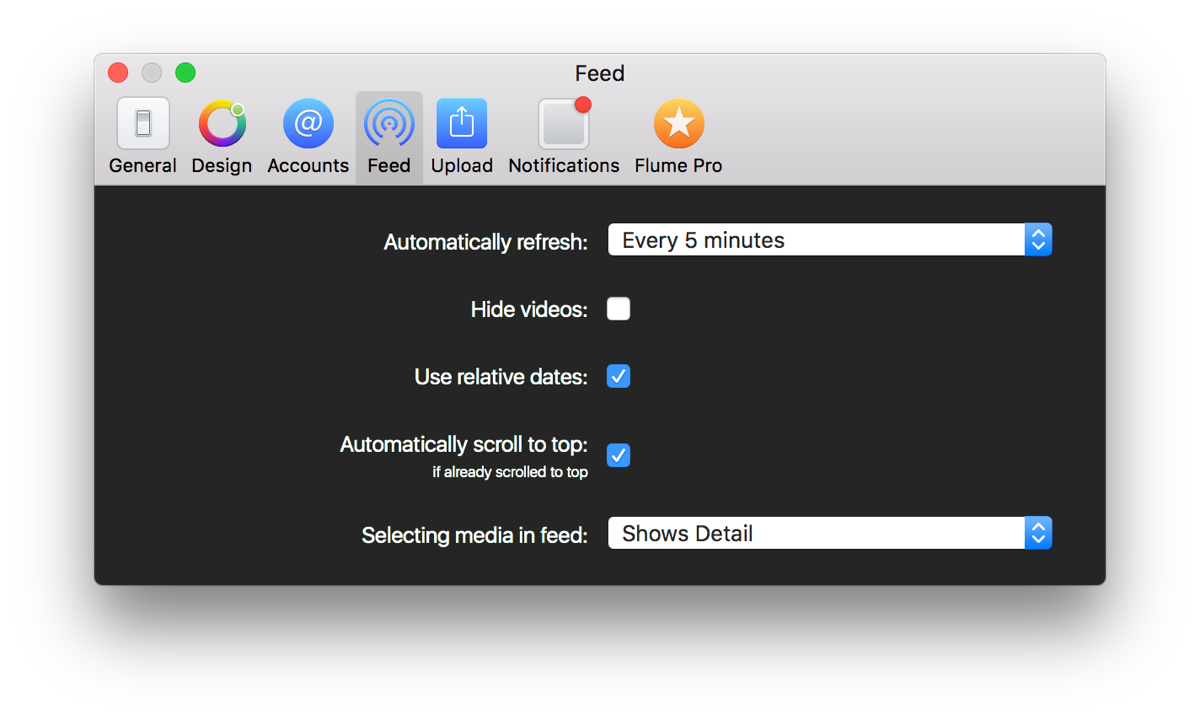 Feed
General Design Accounts Feed Upload Notifications Flume Pro
Automatically refresh: Every 5 minutes
Hide videos:
Use relative dates:
Automatically scroll to top:
if already scrolled to top
Selecting media in feed: Shows Detail